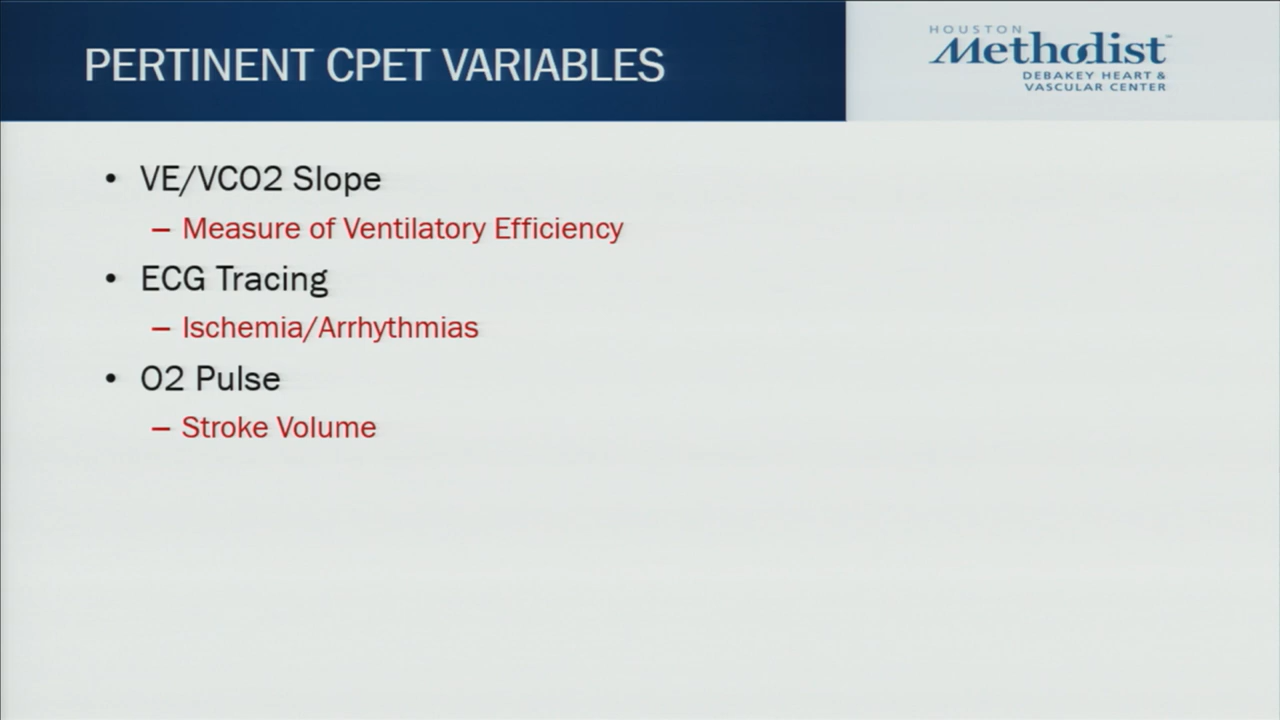 PERTINENT CPET VARIABLES
HOUSTON
Methodist
DEBAKEY HEART &
VASCULAR CENTER
• VE/VCO2 Slope
– Measure of Ventilatory Efficiency
• ECG Tracing
– Ischemia/Arrhythmias
• O2 Pulse
– Stroke Volume